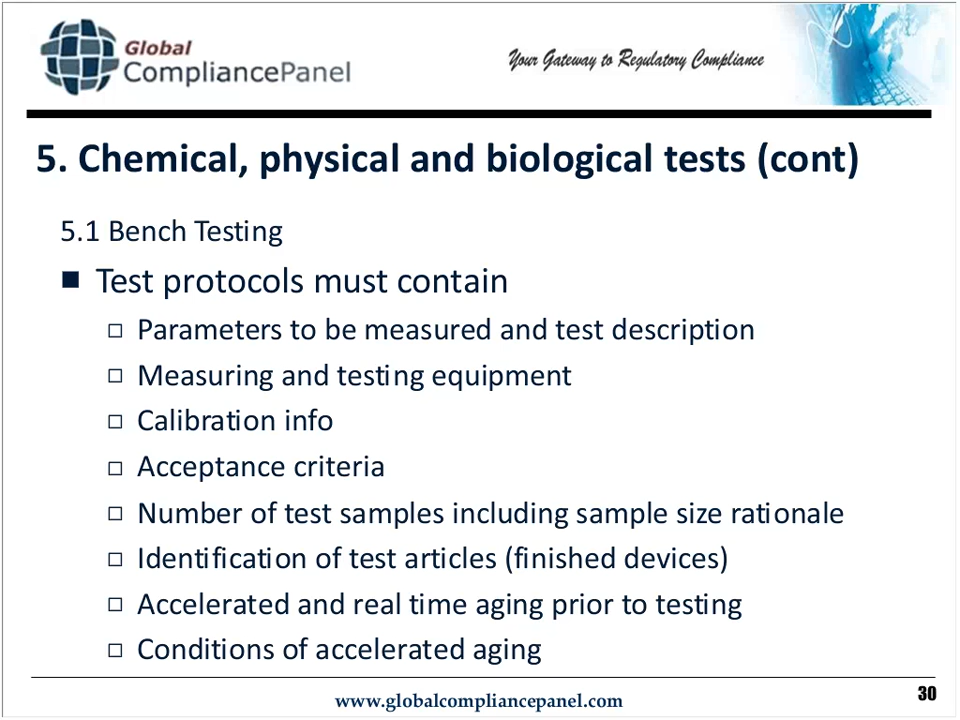 Global
CompliancePanel
Your Gateway to Regulatory Compliance
5. Chemical, physical and biological tests (cont)
5.1 Bench Testing
■ Test protocols must contain
□ Parameters to be measured and test description
□ Measuring and testing equipment
□ Calibration info
□ Acceptance criteria
□ Number of test samples including sample size rationale
□ Identification of test articles (finished devices)
□ Accelerated and real time aging prior to testing
□ Conditions of accelerated aging
www.globalcompliancepanel.com
30